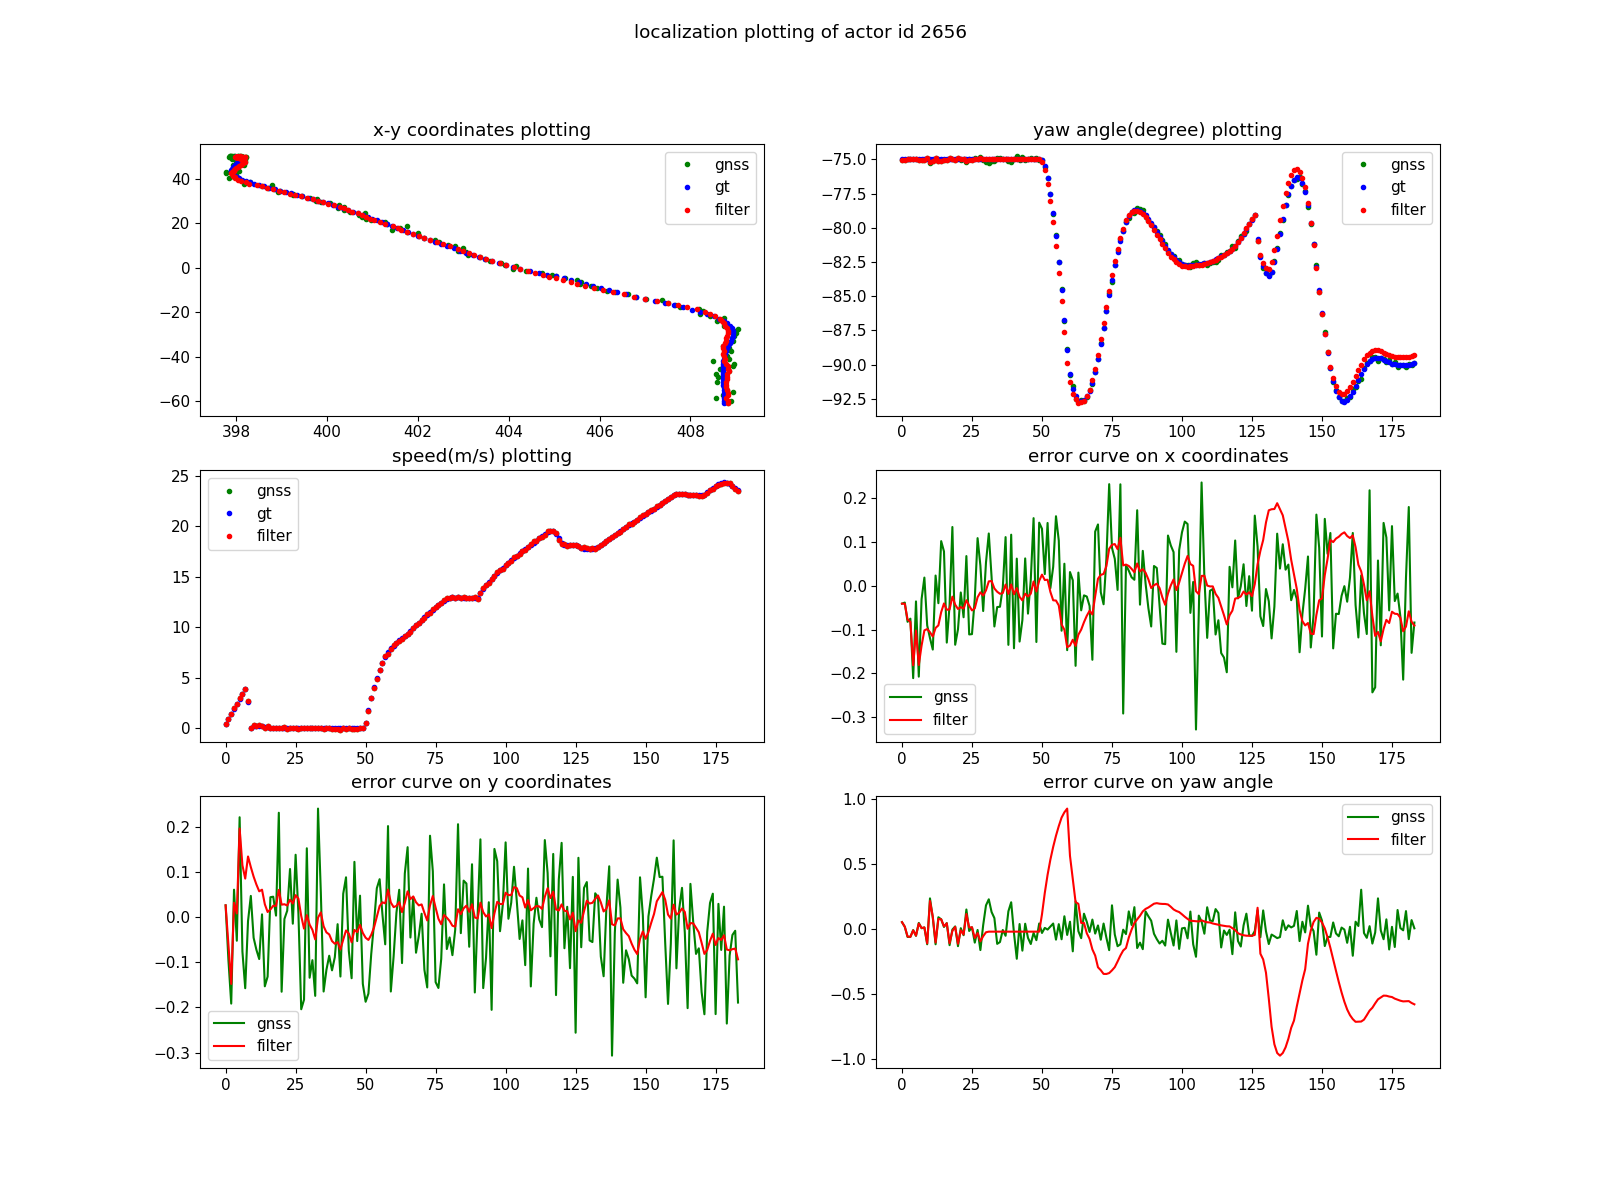 localization plotting of actor id 2656
x-y coordinates plotting
40
20
0
−20
−40
−60
398 400 402 404 406 408
gnss
gt
filter
yaw angle(degree) plotting
−75.0
−77.5
−80.0
−82.5
−85.0
−87.5
−90.0
−92.5
0 25 50 75 100 125 150 175
gnss
gt
filter
speed(m/s) plotting
25
20
15
10
5
0
0 25 50 75 100 125 150 175
gnss
gt
filter
error curve on x coordinates
0.2
0.1
0.0
−0.1
−0.2
−0.3
0 25 50 75 100 125 150 175
gnss
filter
error curve on y coordinates
0.2
0.1
0.0
−0.1
−0.2
−0.3
0 25 50 75 100 125 150 175
gnss
filter
error curve on yaw angle
1.0
0.5
0.0
−0.5
−1.0
0 25 50 75 100 125 150 175
gnss
filter